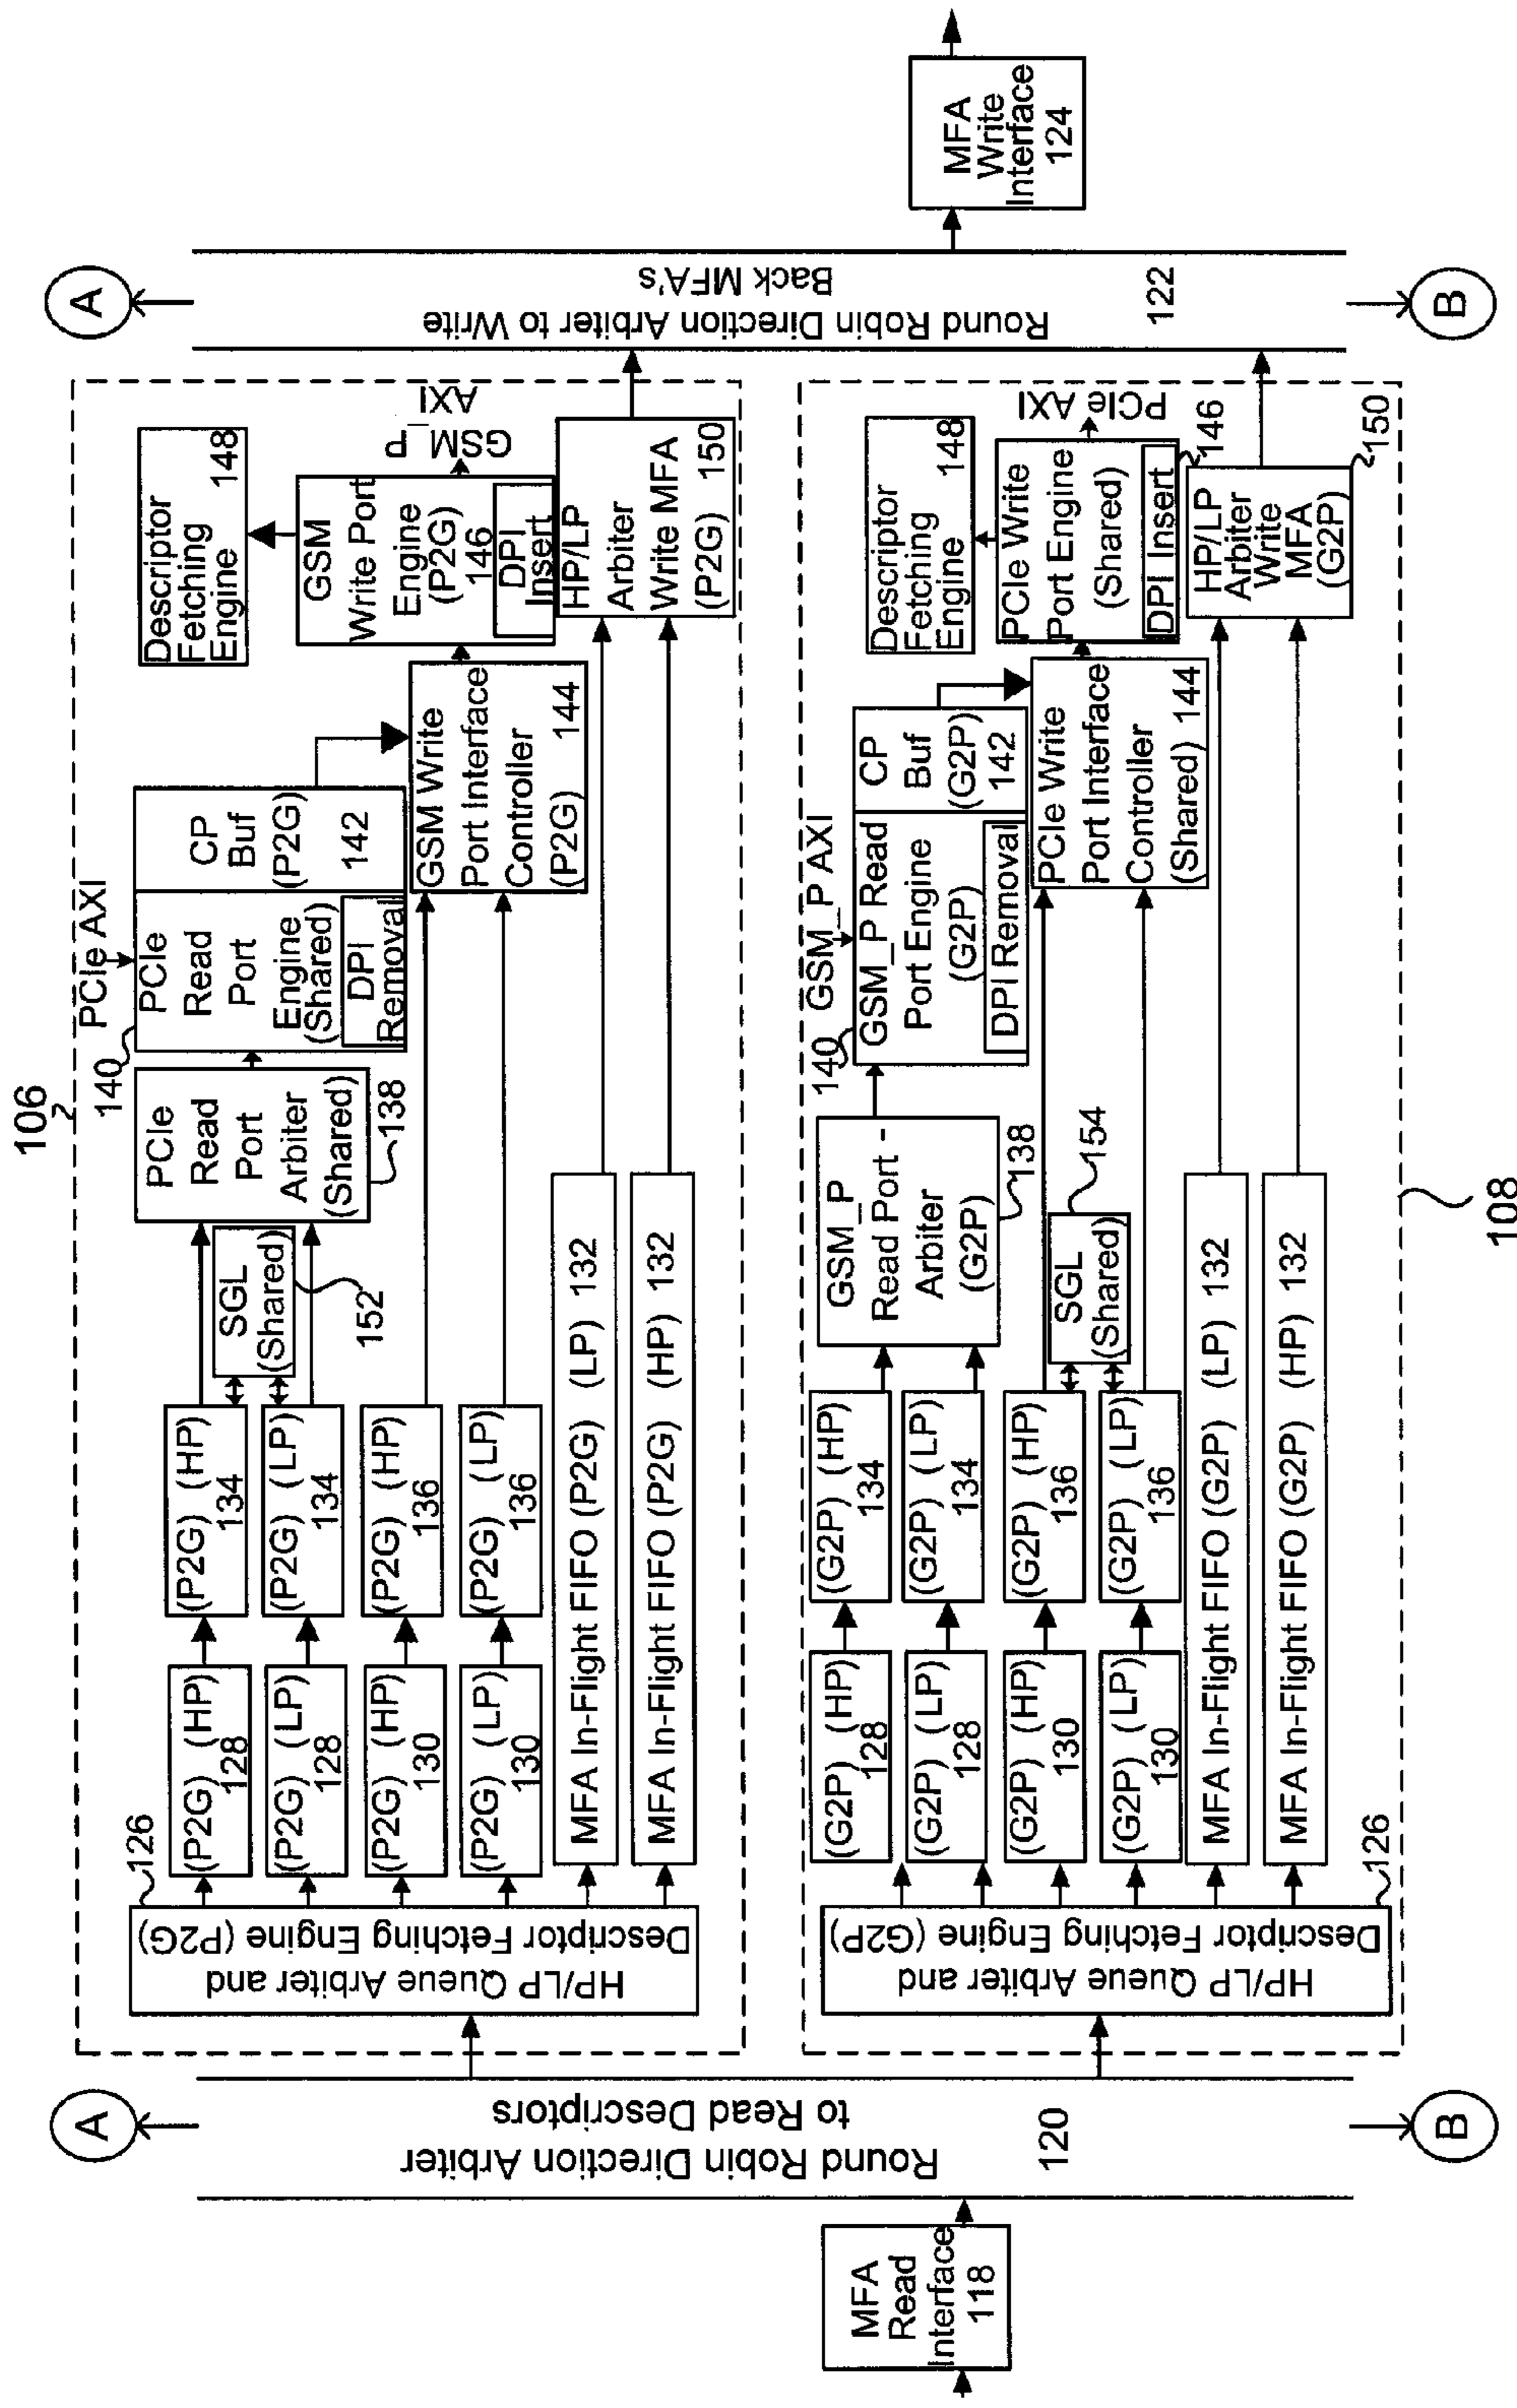 MFA
Read
Interface
118
A
Round Robin Direction Arbiter
to Read Descriptors
120
B
106
HP/LP Queue Arbiter and
Descriptor Fetching Engine (P2G)
126
(P2G) (HP)
128
(P2G) (LP)
128
(P2G) (HP)
130
(P2G) (LP)
130
(P2G) (HP)
134
(P2G) (LP)
134
(P2G) (HP)
136
(P2G) (LP)
136
MFA In-Flight FIFO (P2G) (LP) 132
MFA In-Flight FIFO (P2G) (HP) 132
SGL
(Shared)
152
PCIe
Read
Port
Arbiter
(Shared)
138
PCIe AXI
140
PCIe
Read
Port
Engine
(Shared)
DPI
Removal
CP
Buf
(P2G)
142
GSM Write
Port Interface
Controller
(P2G) 144
GSM
Write Port
Engine
(P2G)
146
DPI
Insert
Descriptor
Fetching
Engine 148
GSM_P
AXI
HP/LP
Arbiter
Write MFA
(P2G) 150
HP/LP Queue Arbiter and
Descriptor Fetching Engine (G2P)
126
(G2P) (HP)
128
(G2P) (LP)
128
(G2P) (HP)
130
(G2P) (LP)
130
(G2P) (HP)
134
(G2P) (LP)
134
(G2P) (HP)
136
(G2P) (LP)
136
MFA In-Flight FIFO (G2P) (LP) 132
MFA In-Flight FIFO (G2P) (HP) 132
GSM_P
Read Port -
Arbiter
(G2P)
138
SGL
(Shared)
154
140 GSM_P AXI
GSM_P Read
Port Engine
(G2P)
DPI Removal
CP
Buf
(G2P)
142
PCIe Write
Port Interface
Controller
(Shared) 144
PCIe Write
Port Engine
(Shared)
DPI Insert
146
Descriptor
Fetching
Engine 148
PCIe AXI
HP/LP
Arbiter
Write
MFA
(G2P)
150
108
A
Round Robin Direction Arbiter to Write
Back MFA's
122
B
MFA
Write
Interface
124